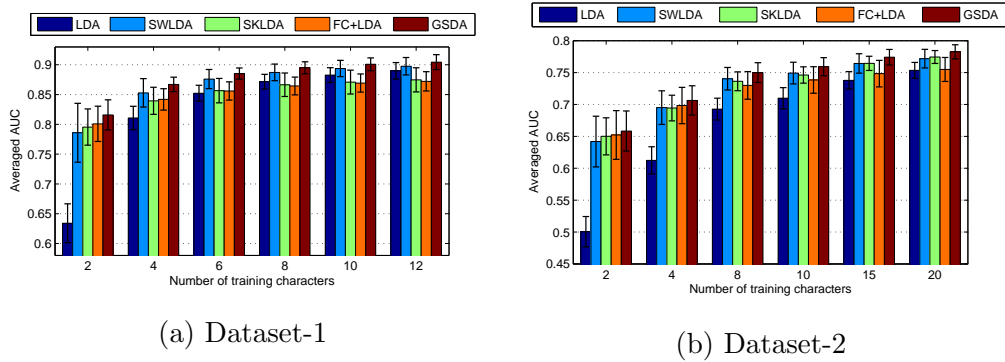 LDA SWLDA SKLDA FC+LDA GSDA
0.9
0.85
0.8
0.75
0.7
0.65
0.6
Averaged AUC
2 4 6 8 10 12
Number of training characters
(a) Dataset-1
LDA SWLDA SKLDA FC+LDA GSDA
0.8
0.75
0.7
0.65
0.6
0.55
0.5
0.45
Averaged AUC
2 4 8 10 15 20
Number of training characters
(b) Dataset-2